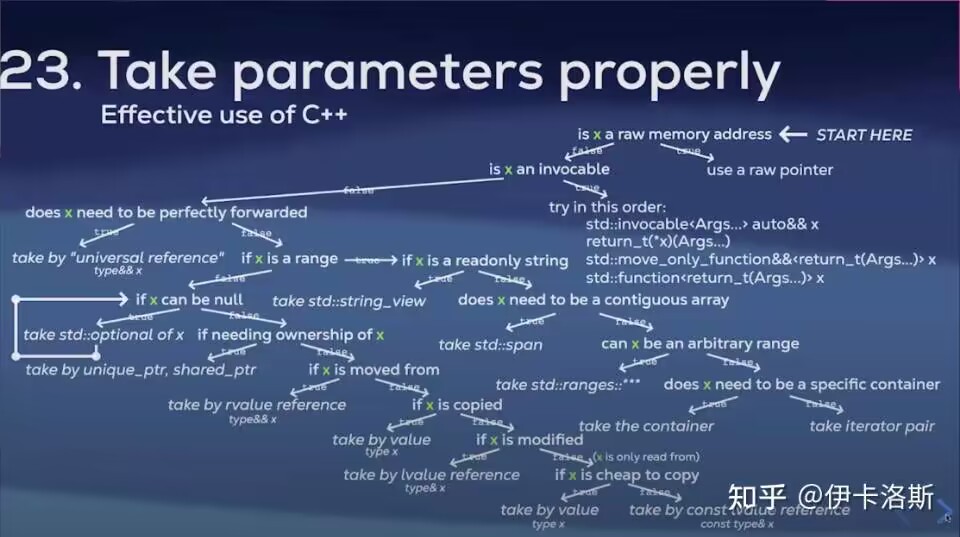 23. Take parameters properly
Effective use of C++
is x a raw memory address
START HERE
false
true
is x an invocable
use a raw pointer
false
true
does x need to be perfectly forwarded
try in this order:
std::invocable<Args...> auto&& x
return_t(*x)(Args...)
std::move_only_function&&<return_t(Args...)> x
std::function<return_t(Args...)> x
true
false
take by "universal reference"
type&& x
if x is a range
true
if x is a readonly string
false
true
false
if x can be null
take std::string_view
does x need to be a contiguous array
true
false
true
false
take std::optional of x
if needing ownership of x
take std::span
can x be an arbitrary range
true
false
true
false
take by unique_ptr, shared_ptr
if x is moved from
take std::ranges::***
does x need to be a specific container
true
false
true
false
take by rvalue reference
type&& x
if x is copied
take the container
take iterator pair
true
false
take by value
type x
if x is modified
true
false
(x is only read from)
take by lvalue reference
type& x
if x is cheap to copy
true
false
take by value
type x
take by const lvalue reference
const type& x
知乎 @伊卡洛斯